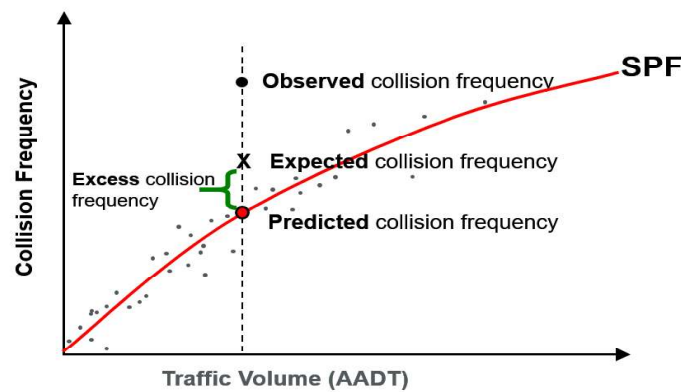 SPF
Observed collision frequency
X Expected collision frequency
Excess collision
frequency
Predicted collision frequency
Collision Frequency
Traffic Volume (AADT)